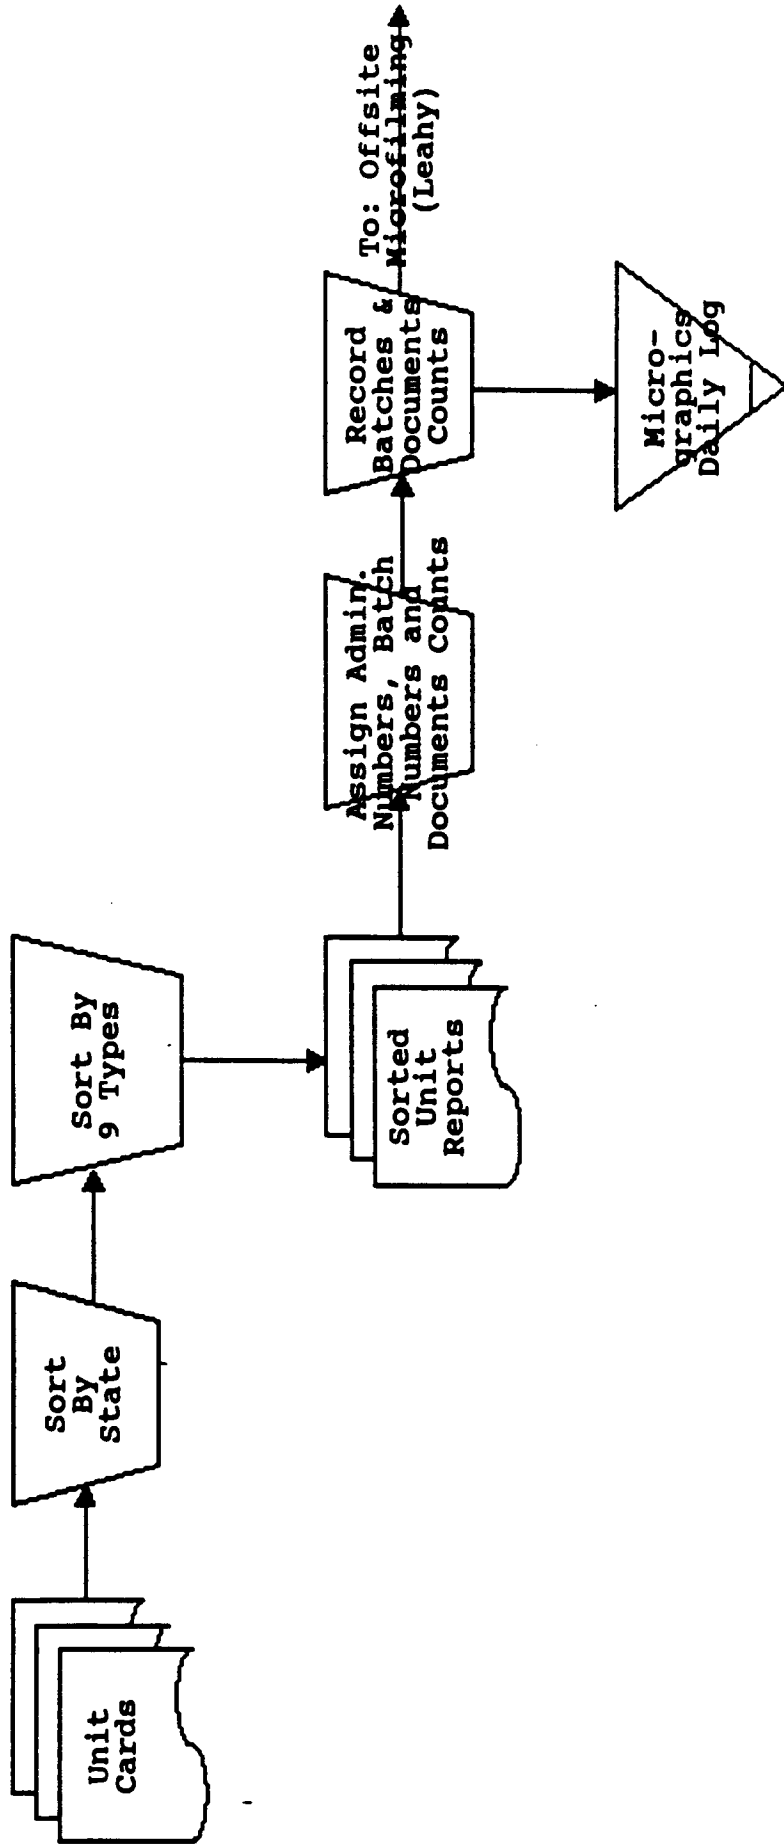 Unit
Cards
Sort
By
State
Sort By
9 Types
Sorted
Unit
Reports
Assign Admin.
Numbers, Batch
Numbers and
Documents Counts
Record
Batches &
Documents
Counts
To: Offsite
Microfilming
(Leahy)
Micro-
graphics
Daily Log